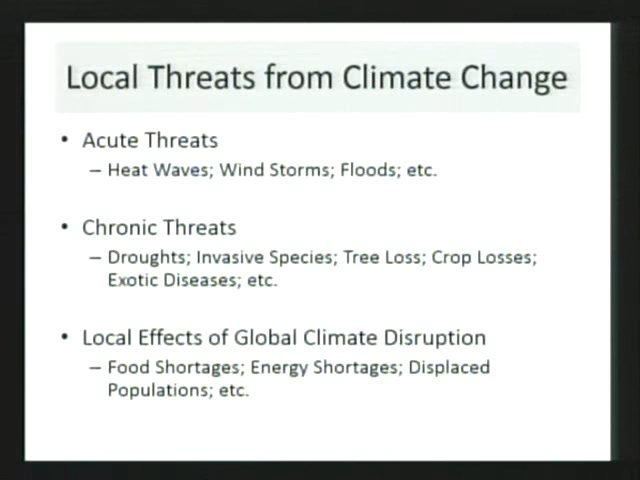 Local Threats from Climate Change
• Acute Threats
– Heat Waves; Wind Storms; Floods; etc.
• Chronic Threats
– Droughts; Invasive Species; Tree Loss; Crop Losses;
Exotic Diseases; etc.
• Local Effects of Global Climate Disruption
– Food Shortages; Energy Shortages; Displaced
Populations; etc.